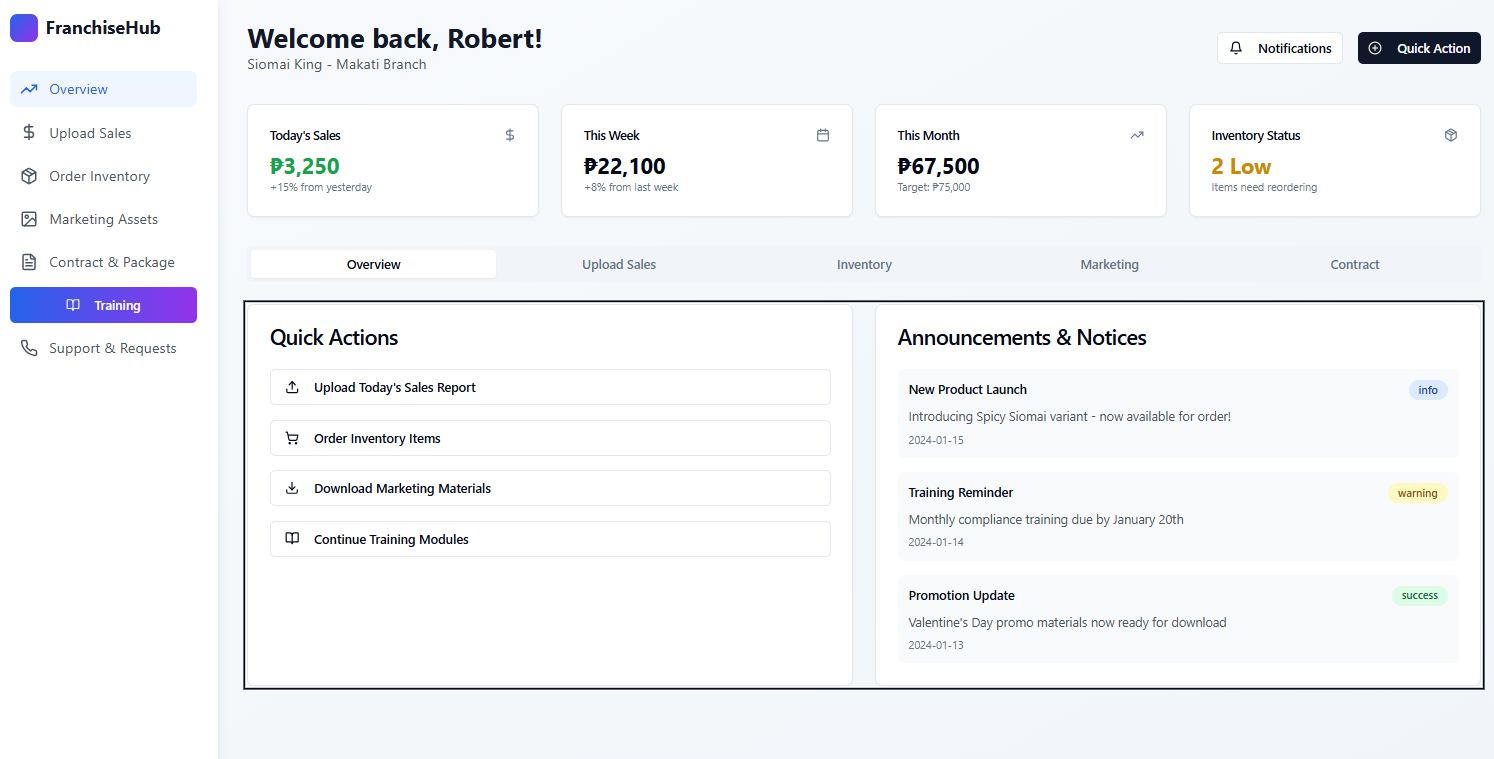 FranchiseHub
Overview
Upload Sales
Order Inventory
Marketing Assets
Contract & Package
Training
Support & Requests
Welcome back, Robert!
Siomai King - Makati Branch
Notifications
Quick Action
Today's Sales
₱3,250
+15% from yesterday
This Week
₱22,100
+8% from last week
This Month
₱67,500
Target: ₱75,000
Inventory Status
2 Low
Items need reordering
Overview
Upload Sales
Inventory
Marketing
Contract
Quick Actions
Upload Today's Sales Report
Order Inventory Items
Download Marketing Materials
Continue Training Modules
Announcements & Notices
New Product Launch
info
Introducing Spicy Siomai variant - now available for order!
2024-01-15
Training Reminder
warning
Monthly compliance training due by January 20th
2024-01-14
Promotion Update
success
Valentine's Day promo materials now ready for download
2024-01-13